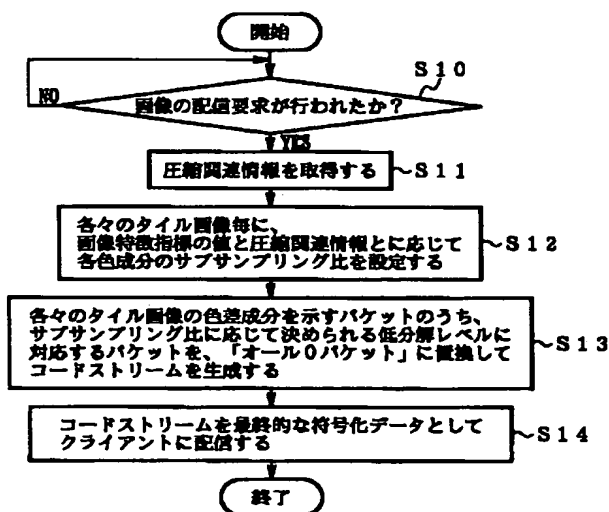 開始
S10
NO
画像の配信要求が行われたか？
YES
圧縮関連情報を取得する
~S11
各々のタイル画像毎に、
画像特徴指標の値と圧縮関連情報とに応じて
各色成分のサブサンプリング比を設定する
~S12
各々のタイル画像の色差成分を示すパケットのうち、
サブサンプリング比に応じて決められる低分解レベルに
対応するパケットを、「オール0パケット」に置換して
コードストリームを生成する
~S13
コードストリームを最終的な符号化データとして
クライアントに配信する
~S14
終了